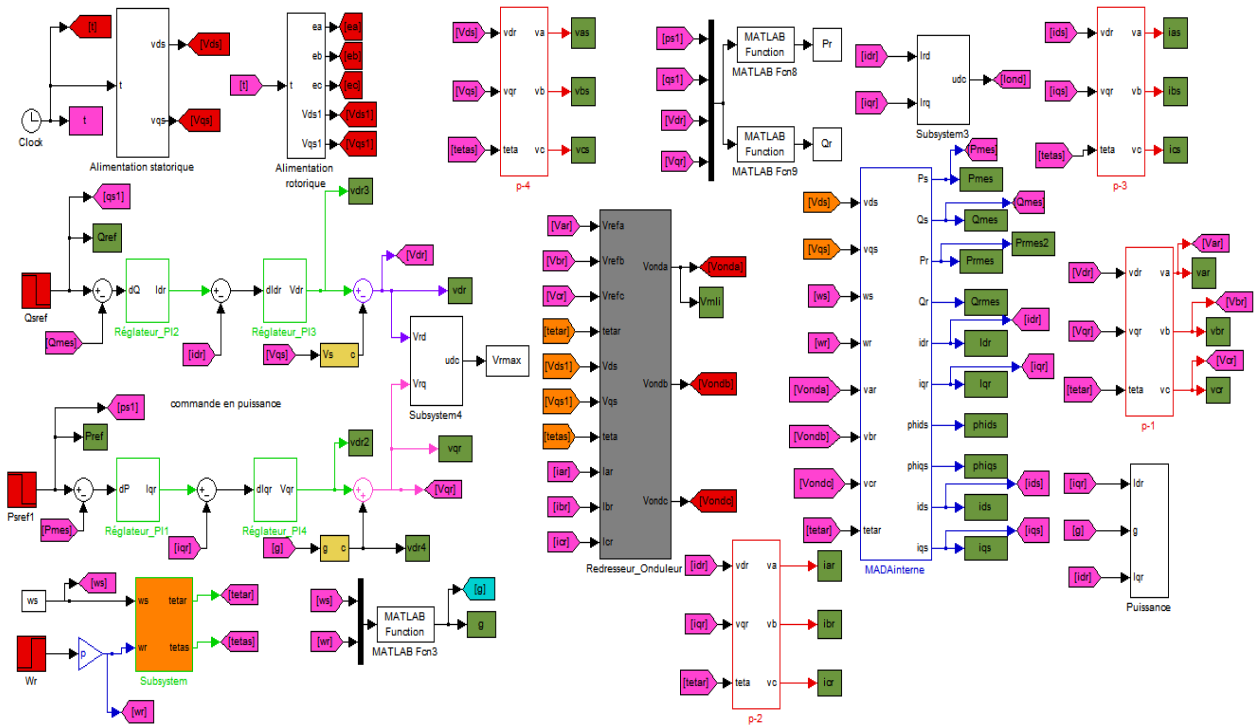 [t]
t
Clock
t
vds
vqs
[Vds]
[Vqs]
Alimentation statorique
[t]
t
ea
eb
ec
Vds1
Vqs1
[ea]
[eb]
[ec]
[Vds1]
[Vqs1]
Alimentation
rotorique
[Vds]
[Vqs]
[tetas]
vdr
vqr
teta
va
vb
vc
vas
vbs
vcs
p-4
[ps1]
[qs1]
[Vdr]
[Vqr]
MATLAB
Function
MATLAB Fcn8
Pr
MATLAB
Function
MATLAB Fcn9
Qr
[idr]
[iqr]
Ird
Irq
udc
[Iond]
Subsystem3
[ids]
[iqs]
[tetas]
vdr
vqr
teta
va
vb
vc
ias
ibs
ics
p-3
[qs1]
Qref
Qsref
[Qmes]
dQ
Idr
Réglateur_PI2
[idr]
dIdr
Vdr
Réglateur_PI3
vdr3
[Vdr]
vdr
[Vqs]
Vs
c
Vrd
Vrq
udc
Vrmax
Subsystem4
commande en puissance
[ps1]
Pref
Psref1
[Pmes]
dP
Iqr
Réglateur_PI1
[iqr]
dIqr
Vqr
Réglateur_PI4
vdr2
vqr
[Vqr]
[g]
g
c
vdr4
[Var]
[Vbr]
[Vcr]
[tetar]
[Vds1]
[Vqs1]
[tetas]
[iar]
[ibr]
[icr]
Vrefa
Vrefb
Vrefc
tetar
Vds
Vqs
teta
Iar
Ibr
Icr
Vonda
Vondb
Vondc
[Vonda]
Vmli
[Vondb]
[Vondc]
Redresseur_Onduleur
[Vds]
[Vqs]
[ws]
[wr]
[Vonda]
[Vondb]
[Vondc]
[tetar]
vds
vqs
ws
wr
var
vbr
vcr
tetar
Ps
Qs
Pr
Qr
idr
iqr
phids
phiqs
ids
iqs
[Pmes]
Pmes
[Qmes]
Qmes
Prmes2
Prmes
Qrmes
[idr]
Idr
[iqr]
Iqr
phids
phiqs
[ids]
ids
[iqs]
iqs
MADAinterne
[Vdr]
[Vqr]
[tetar]
vdr
vqr
teta
va
vb
vc
[Var]
var
[Vbr]
vbr
[Vcr]
vcr
p-1
[iqr]
[g]
[idr]
Idr
g
Iqr
Puissance
ws
[ws]
Wr
p
[wr]
ws
wr
tetar
tetas
[tetar]
[tetas]
Subsystem
[ws]
[wr]
MATLAB
Function
MATLAB Fcn3
[g]
g
[idr]
[iqr]
[tetar]
vdr
vqr
teta
va
vb
vc
iar
ibr
icr
p-2